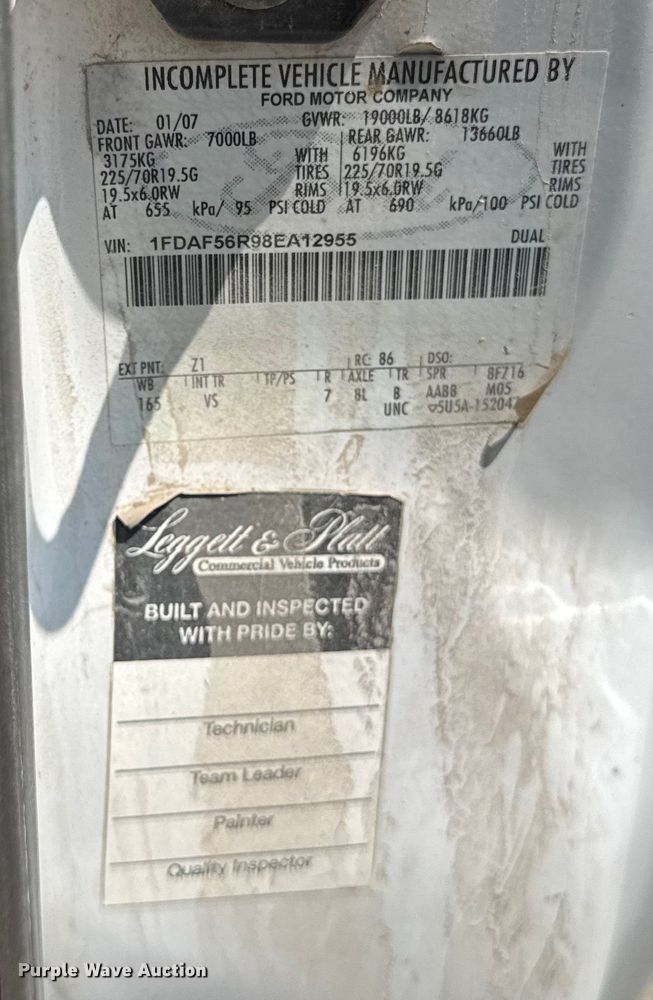 INCOMPLETE VEHICLE MANUFACTURED BY
FORD MOTOR COMPANY
DATE: 01/07 GVWR: 19000LB/ 8618KG
FRONT GAWR: 7000LB REAR GAWR: 13660LB
3175KG WITH 6196KG WITH
225/70R19.5G TIRES 225/70R19.5G TIRES
19.5x6.0RW RIMS 19.5x6.0RW RIMS
AT 655 kPa/ 95 PSI COLD AT 690 kPa/100 PSI COLD
VIN: 1FDAF56R98EA12955 DUAL
EXT PNT: Z1 RC: 86 DSO:
WB INT TR TP/PS R AXLE TR SPR 8FZ16
165 VS 7 8L B AABB M05
UNC 5U5A-152047
Leggett & Platt
Commercial Vehicle Products
BUILT AND INSPECTED
WITH PRIDE BY:
Technician
Team Leader
Painter
Quality Inspector
Purple Wave Auction